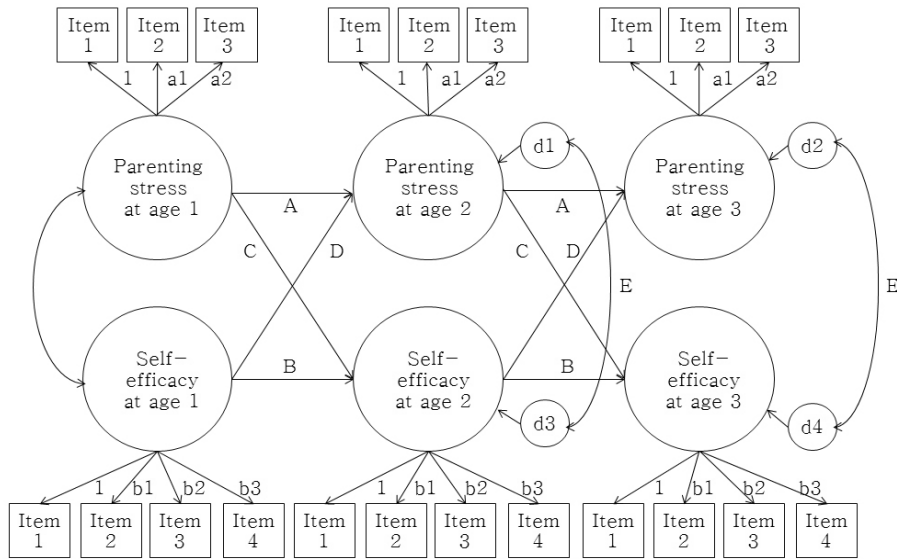 Item
1
Item
2
Item
3
Item
1
Item
2
Item
3
Item
1
Item
2
Item
3
1
a1
a2
1
a1
a2
1
a1
a2
Parenting
stress
at age 1
Parenting
stress
at age 2
d1
Parenting
stress
at age 3
d2
A
A
C
D
C
D
E
E
Self-
efficacy
at age 1
B
Self-
efficacy
at age 2
B
Self-
efficacy
at age 3
d3
d4
1
b1
b2
b3
1
b1
b2
b3
1
b1
b2
b3
Item
1
Item
2
Item
3
Item
4
Item
1
Item
2
Item
3
Item
4
Item
1
Item
2
Item
3
Item
4